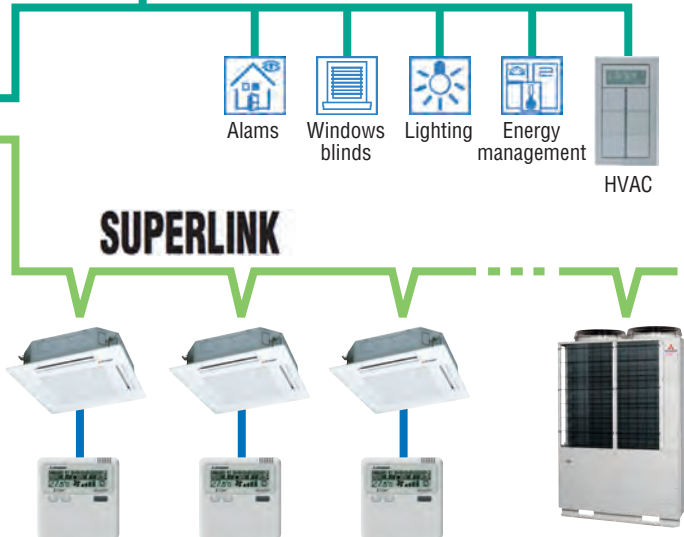 Alams
Windows
blinds
Lighting
Energy
management
HVAC
SUPERLINK